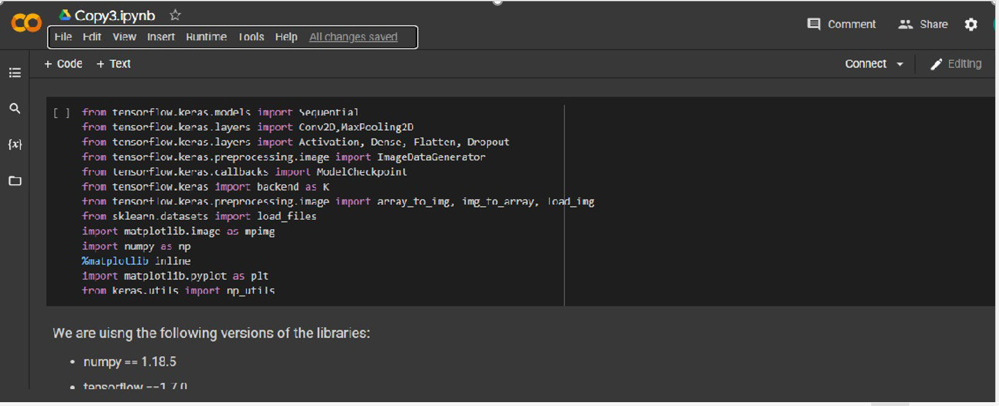 Copy3.ipynb
File Edit View Insert Runtime Tools Help All changes saved
Comment Share
+ Code + Text
Connect Editing
[ ] from tensorflow.keras.models import Sequential
from tensorflow.keras.layers import Conv2D,MaxPooling2D
from tensorflow.keras.layers import Activation, Dense, Flatten, Dropout
from tensorflow.keras.preprocessing.image import ImageDataGenerator
from tensorflow.keras.callbacks import ModelCheckpoint
from tensorflow.keras import backend as K
from tensorflow.keras.preprocessing.image import array_to_img, img_to_array, load_img
from sklearn.datasets import load_files
import matplotlib.image as mpimg
import numpy as np
%matplotlib inline
import matplotlib.pyplot as plt
from keras.utils import np_utils
We are uisng the following versions of the libraries:
• numpy == 1.18.5
• tensorflow ==1.7.0